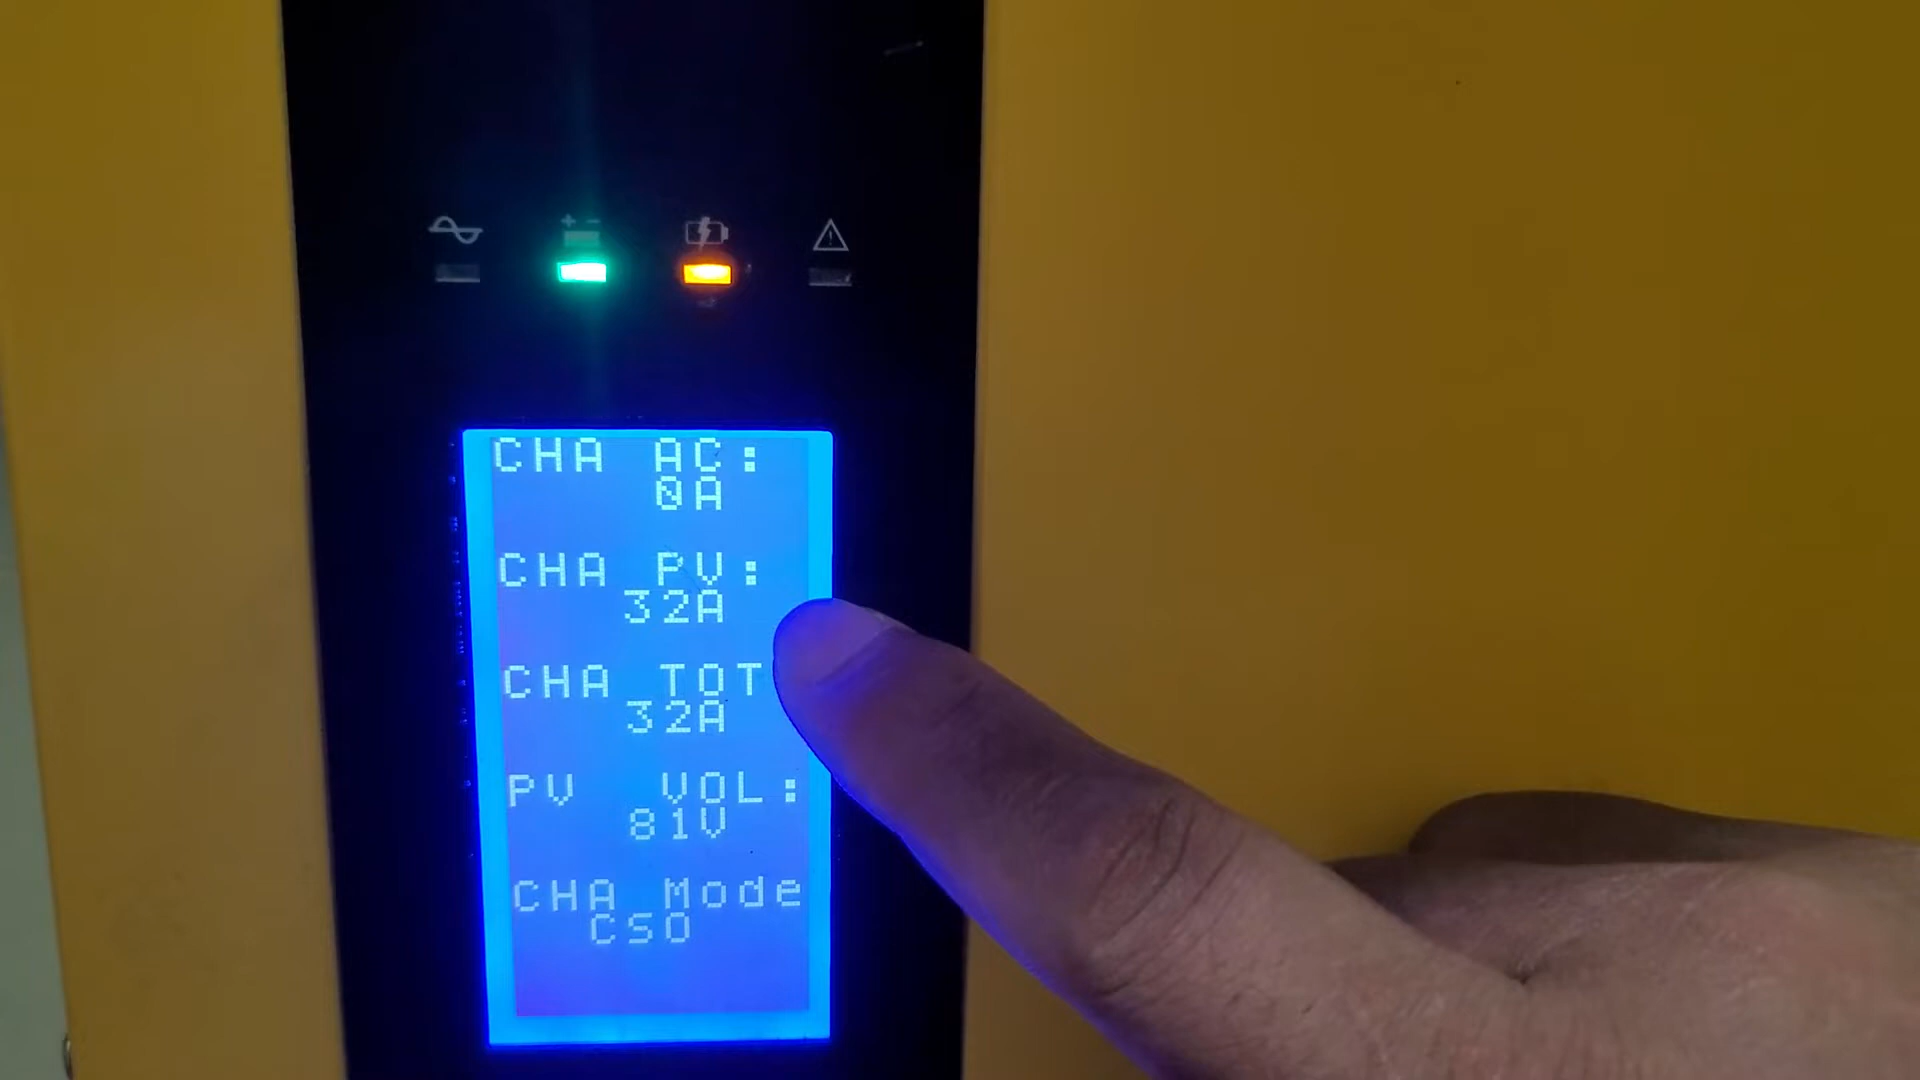 CHA AC:
0A
CHA PV:
32A
CHA TOT
32A
PV VOL:
81V
CHA Mode
CSO